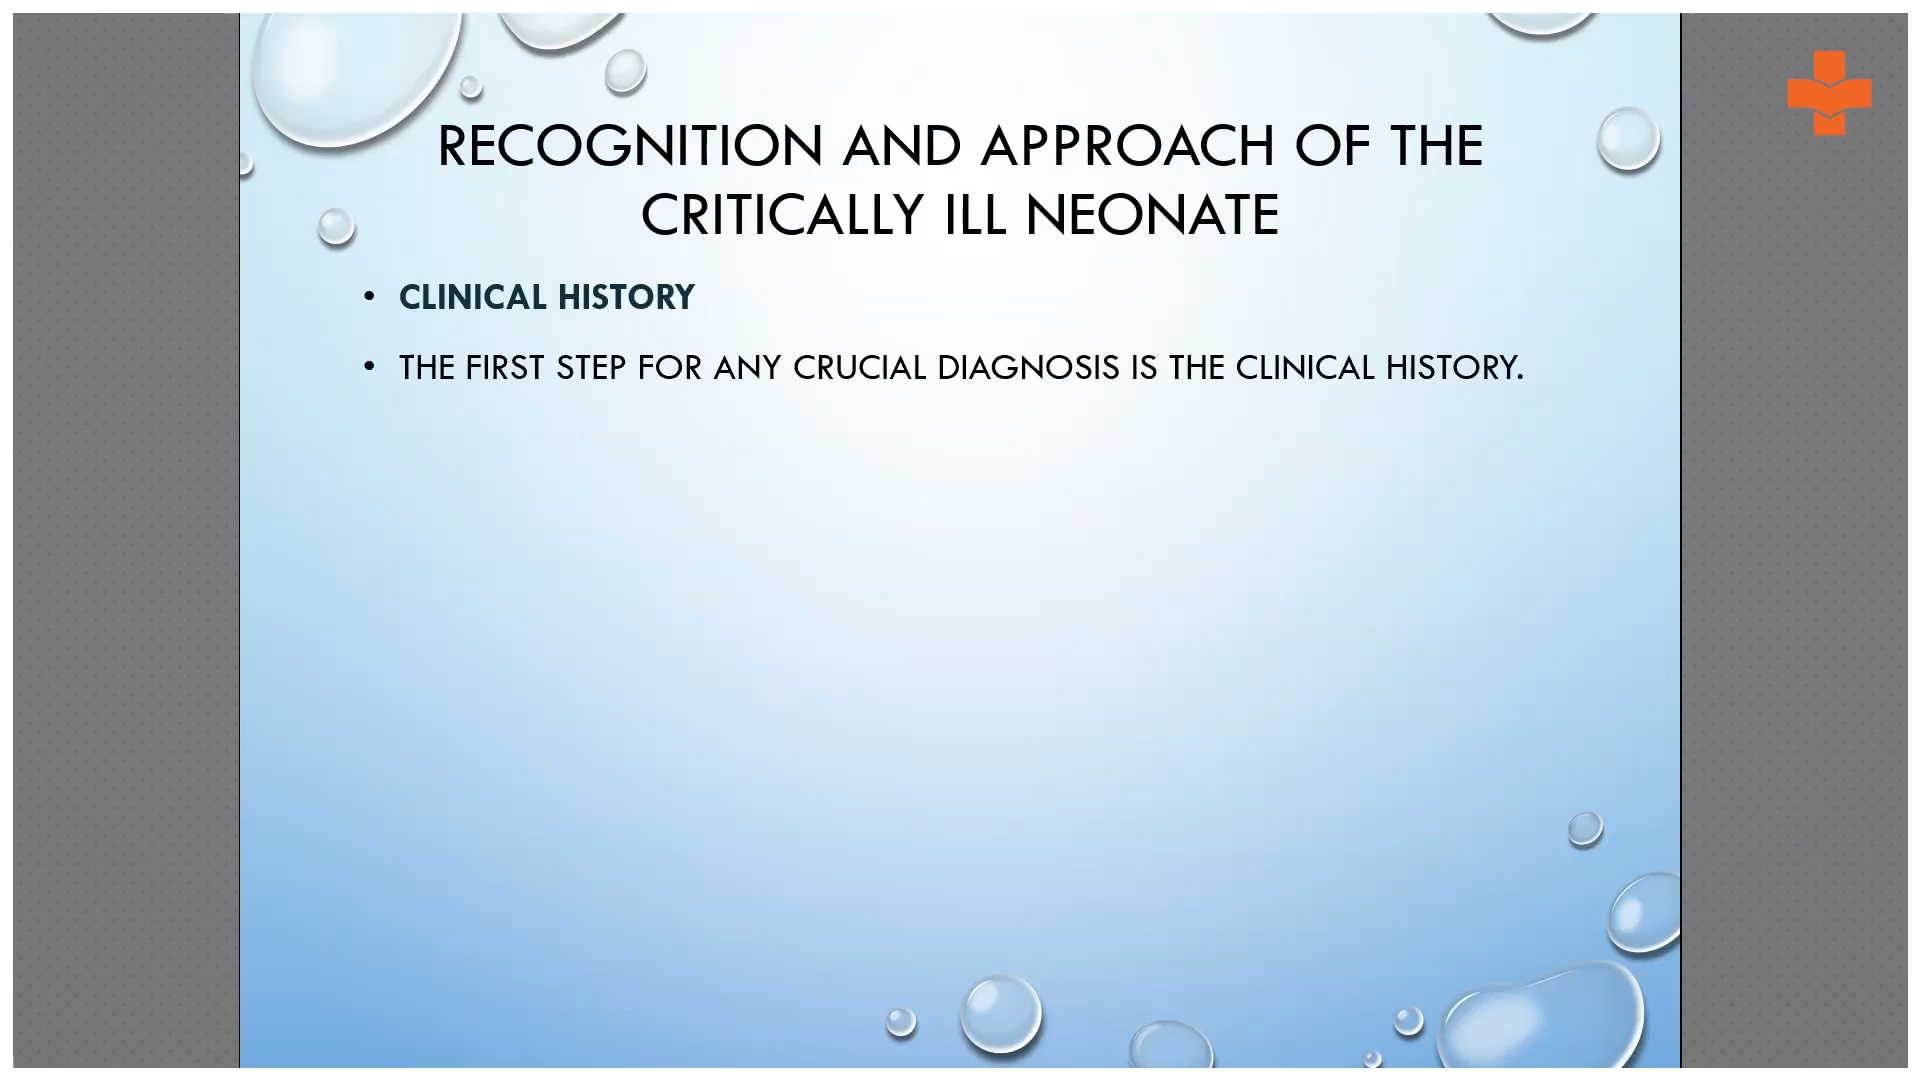 RECOGNITION AND APPROACH OF THE
CRITICALLY ILL NEONATE
• CLINICAL HISTORY
• THE FIRST STEP FOR ANY CRUCIAL DIAGNOSIS IS THE CLINICAL HISTORY.